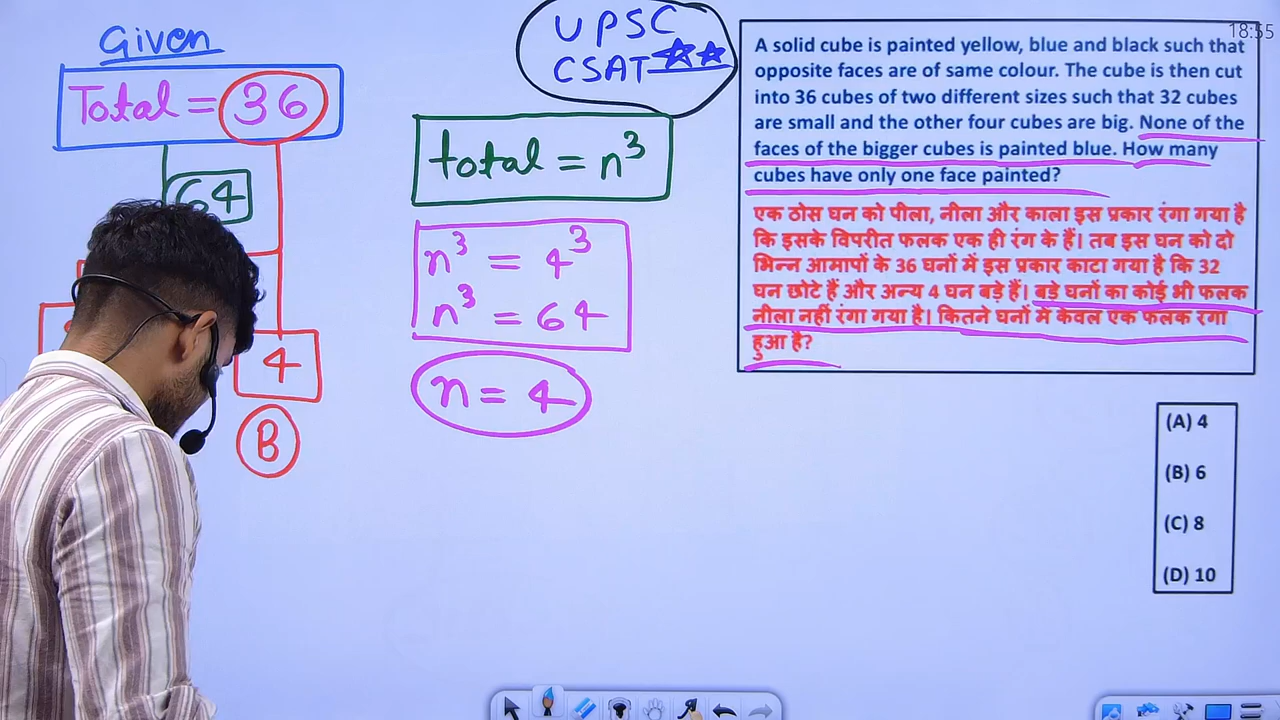 Given
Total = 36
64
4
B
UPSC
CSAT
total = n³
n³ = 4³
n³ = 64
n = 4
18:55
A solid cube is painted yellow, blue and black such that
opposite faces are of same colour. The cube is then cut
into 36 cubes of two different sizes such that 32 cubes
are small and the other four cubes are big. None of the
faces of the bigger cubes is painted blue. How many
cubes have only one face painted?
एक ठोस घन को पीला, नीला और काला इस प्रकार रंगा गया है
कि इसके विपरीत फलक एक ही रंग के हैं। तब इस घन को दो
भिन्न आमापों के 36 घनों में इस प्रकार काटा गया है कि 32
घन छोटे हैं और अन्य 4 घन बड़े हैं। बड़े घनों का कोई भी फलक
नीला नहीं रंगा गया है। कितने घनों में केवल एक फलक रंगा
हुआ है?
(A) 4
(B) 6
(C) 8
(D) 10